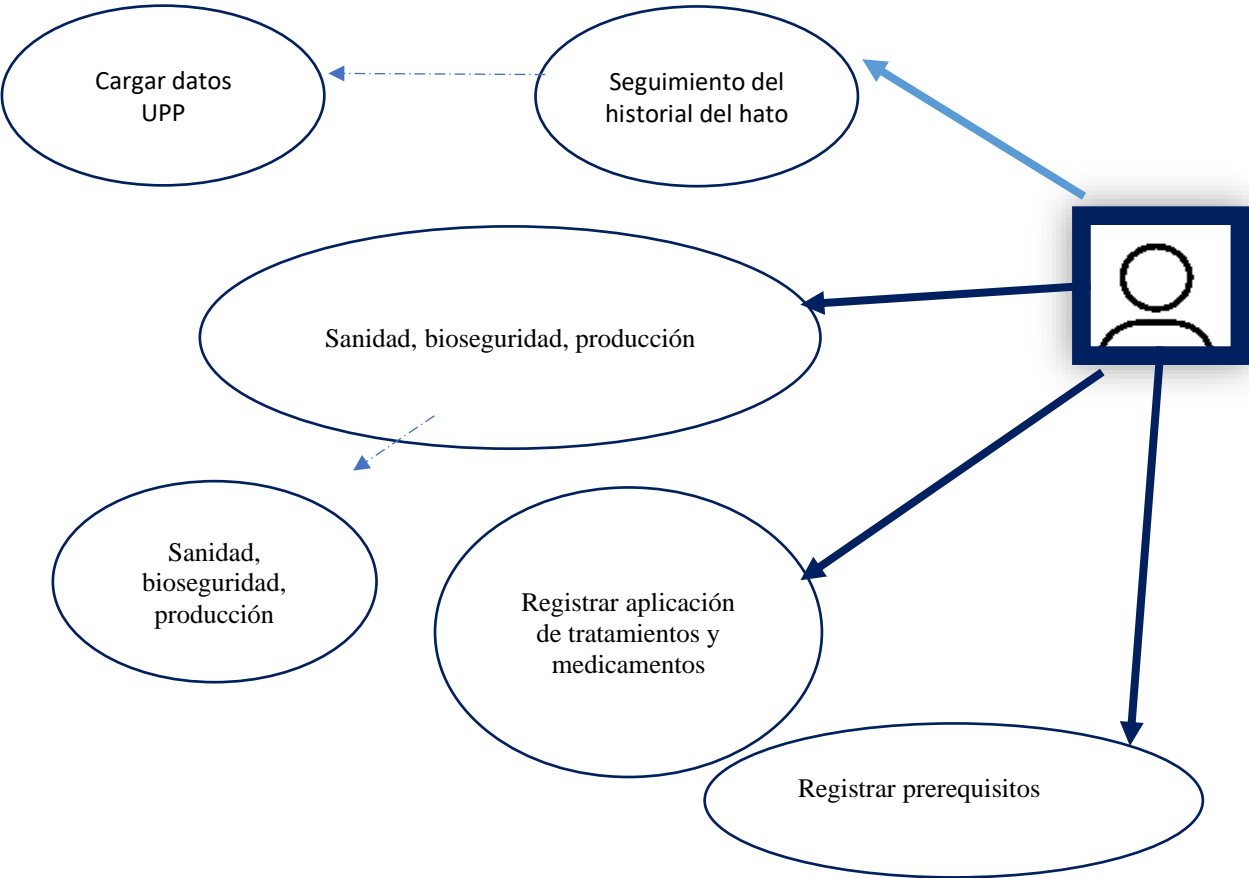 Cargar datos
UPP
Seguimiento del
historial del hato
Sanidad, bioseguridad, producción
Sanidad,
bioseguridad,
producción
Registrar aplicación
de tratamientos y
medicamentos
Registrar prerequisitos